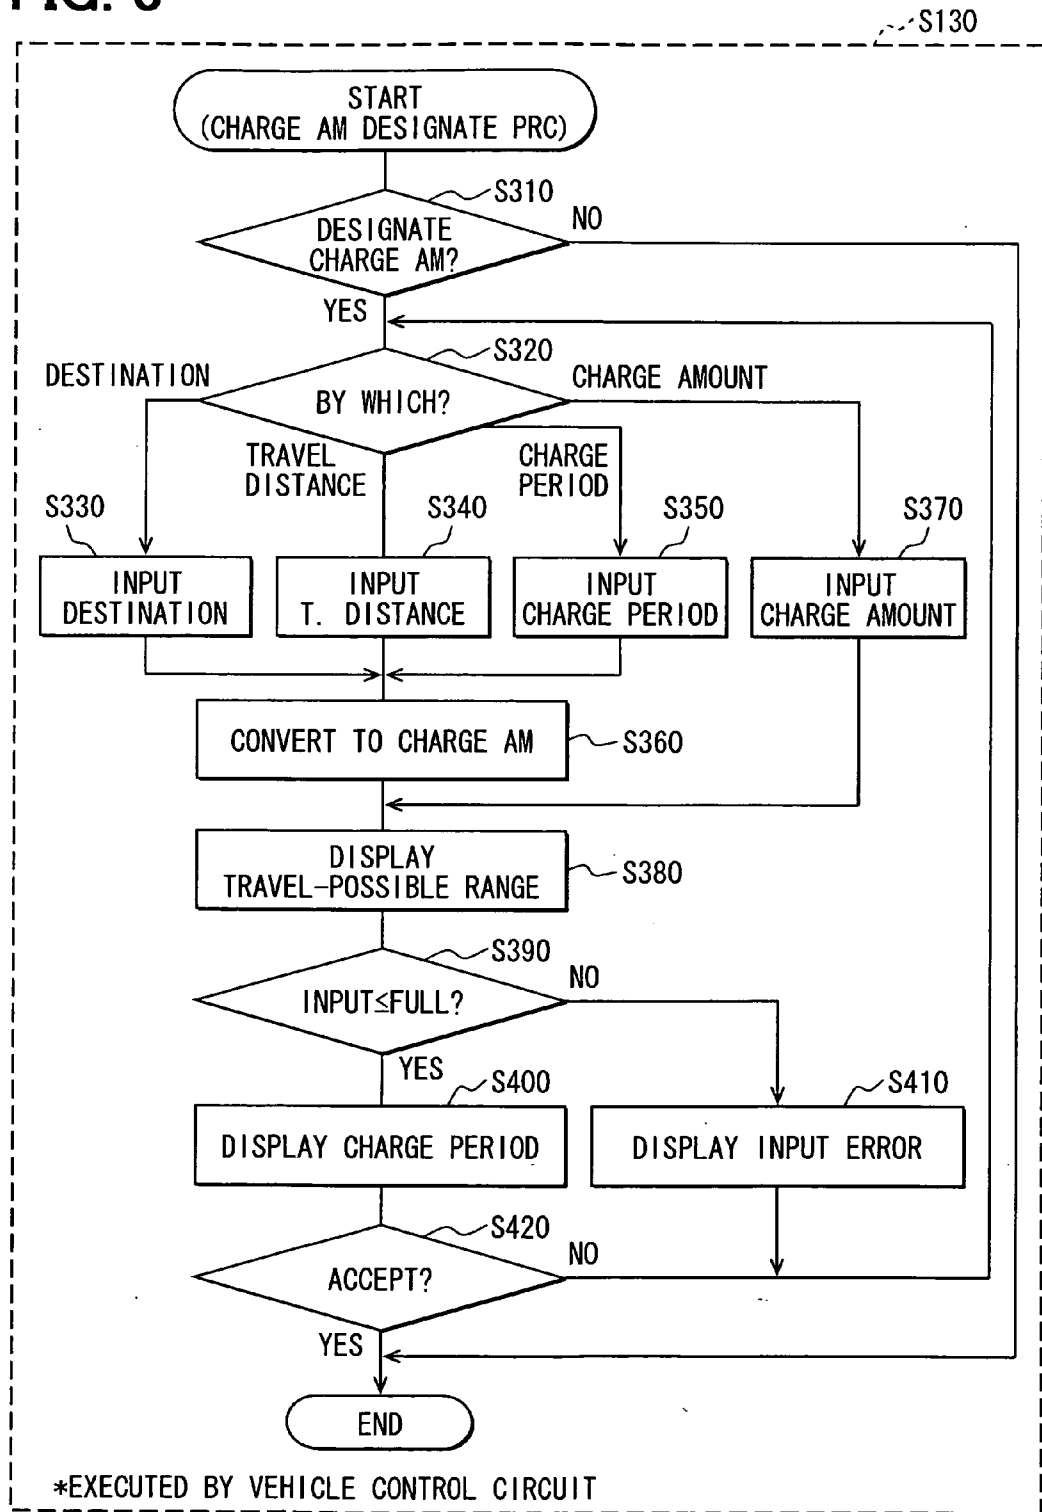 S130
START
(CHARGE AM DESIGNATE PRC)
S310
DESIGNATE
CHARGE AM?
NO
YES
S320
DESTINATION
BY WHICH?
CHARGE AMOUNT
TRAVEL
DISTANCE
CHARGE
PERIOD
S330
S340
S350
S370
INPUT
DESTINATION
INPUT
T. DISTANCE
INPUT
CHARGE PERIOD
INPUT
CHARGE AMOUNT
CONVERT TO CHARGE AM
S360
DISPLAY
TRAVEL-POSSIBLE RANGE
S380
S390
INPUT≤FULL?
NO
YES
S400
S410
DISPLAY CHARGE PERIOD
DISPLAY INPUT ERROR
S420
ACCEPT?
NO
YES
END
*EXECUTED BY VEHICLE CONTROL CIRCUIT